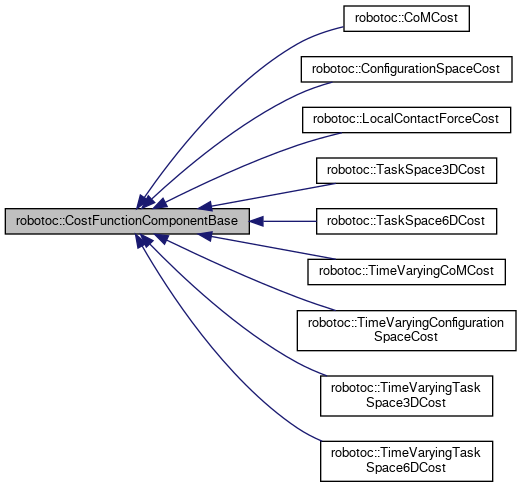 robotoc::CoMCost
robotoc::ConfigurationSpaceCost
robotoc::LocalContactForceCost
robotoc::TaskSpace3DCost
robotoc::CostFunctionComponentBase
robotoc::TaskSpace6DCost
robotoc::TimeVaryingCoMCost
robotoc::TimeVaryingConfiguration
SpaceCost
robotoc::TimeVaryingTask
Space3DCost
robotoc::TimeVaryingTask
Space6DCost